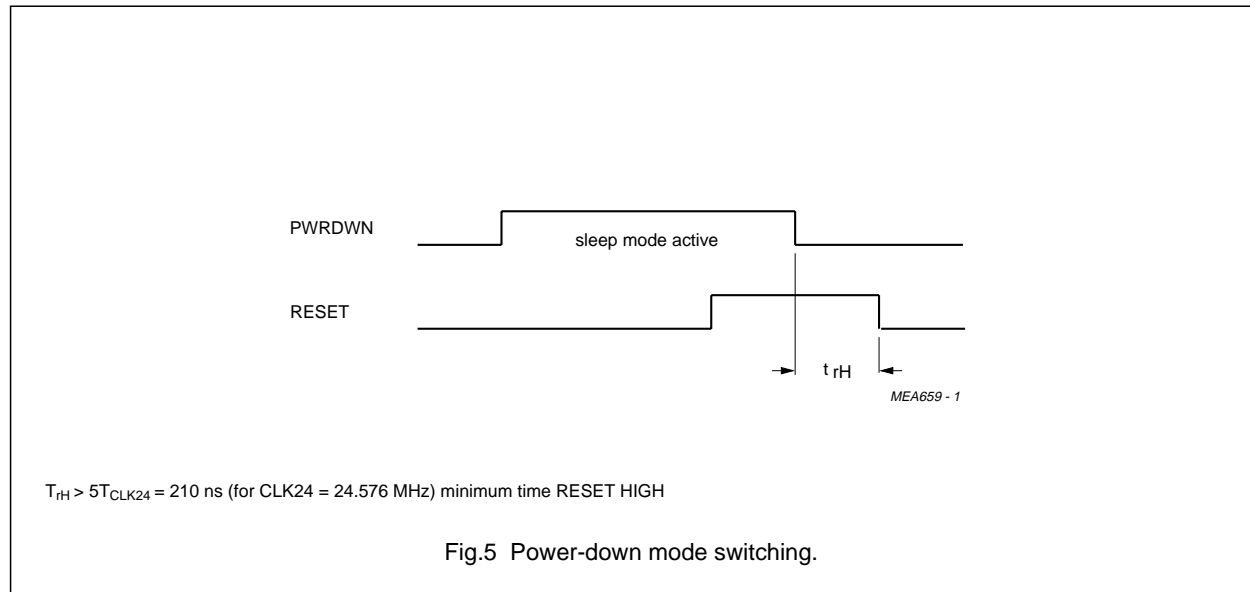 PWRDWN
sleep mode active
RESET
t rH
MEA659 - 1
TrH > 5TCLK24 = 210 ns (for CLK24 = 24.576 MHz) minimum time RESET HIGH
Fig.5 Power-down mode switching.